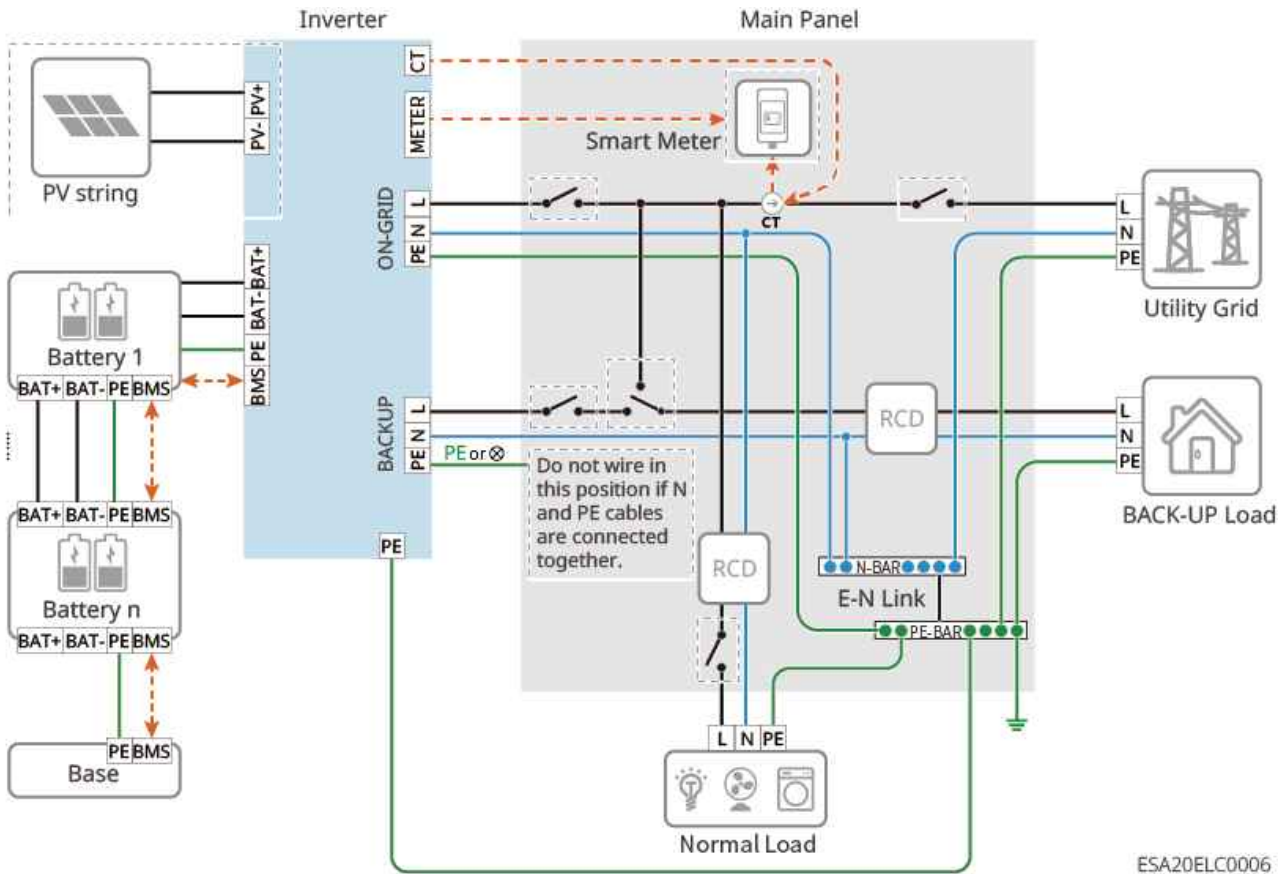 Inverter
Main Panel
PV string
PV+
PV-
CT
METER
Smart Meter
ON-GRID
L
N
PE
CT
L
N
PE
Utility Grid
BAT+
BAT-
PE
BMS
Battery 1
BAT+ BAT- PE BMS
BACKUP
L
N
PE
PE or ⊗
Do not wire in
this position if N
and PE cables
are connected
together.
RCD
L
N
PE
BACK-UP Load
BAT+ BAT- PE BMS
Battery n
BAT+ BAT- PE BMS
PE
RCD
N-BAR
E-N Link
PE-BAR
PE BMS
Base
L N PE
Normal Load
ESA20ELC0006